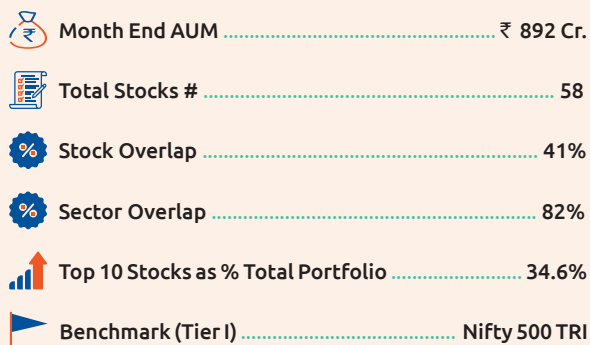 Month End AUM ₹ 892 Cr.
Total Stocks # 58
Stock Overlap 41%
Sector Overlap 82%
Top 10 Stocks as % Total Portfolio 34.6%
Benchmark (Tier I) Nifty 500 TRI